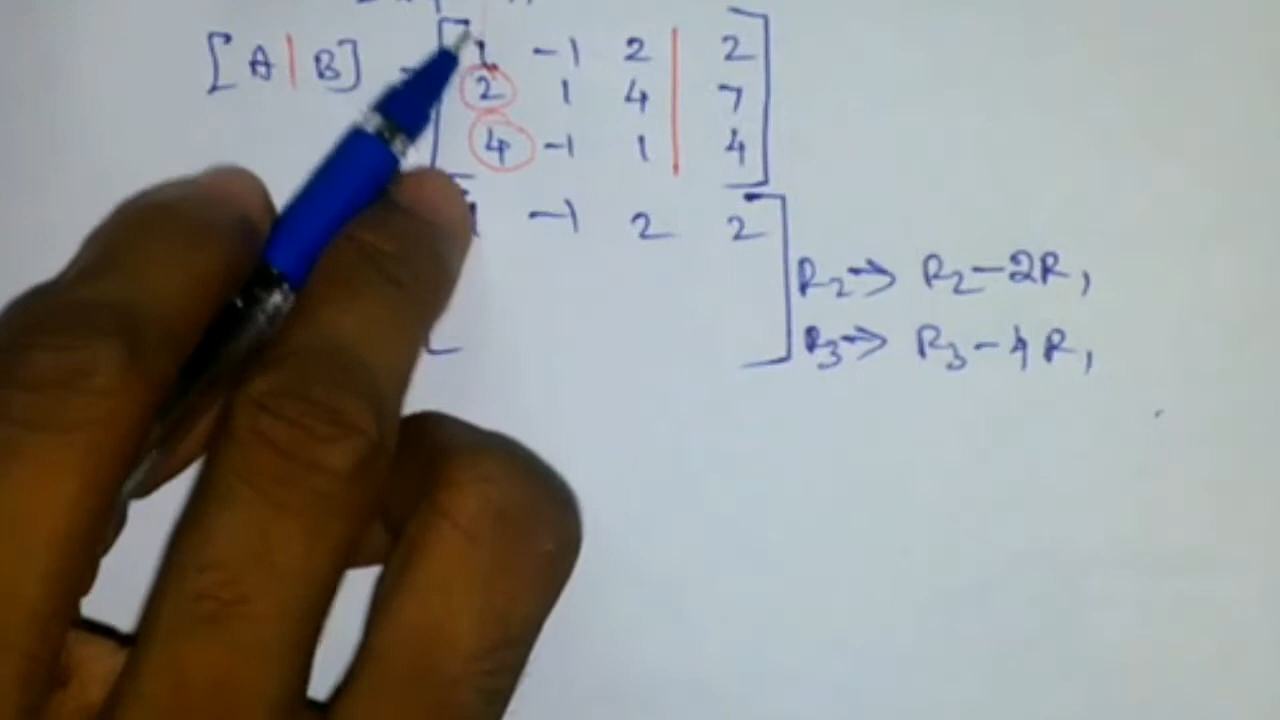 [A|B] 1 -1 2 | 2
2 1 4 | 7
4 -1 1 | 4
1 -1 2 2
R2→ R2-2R1
R3→ R3-4R1